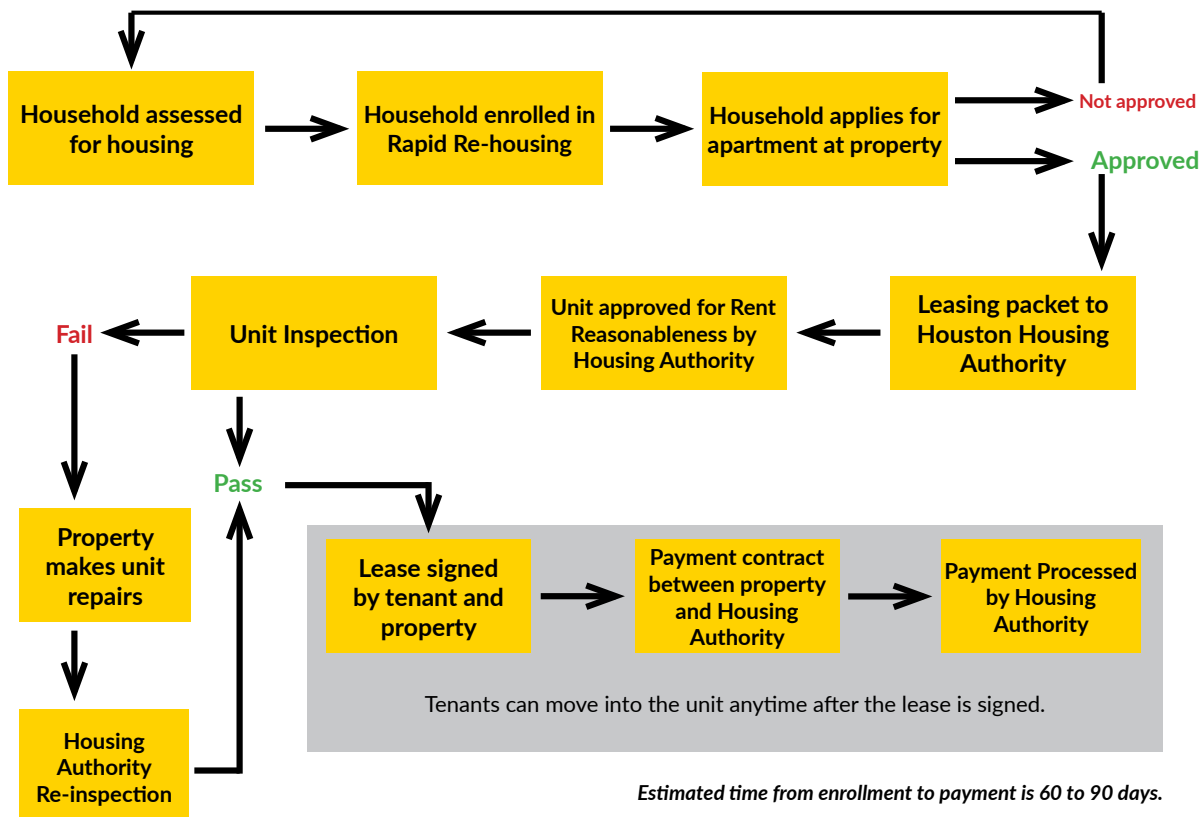 Household assessed
for housing
Household enrolled in
Rapid Re-housing
Household applies for
apartment at property
Not approved
Approved
Leasing packet to
Houston Housing
Authority
Unit approved for Rent
Reasonableness by
Housing Authority
Unit Inspection
Fail
Pass
Property
makes unit
repairs
Housing
Authority
Re-inspection
Lease signed
by tenant and
property
Payment contract
between property
and Housing
Authority
Payment Processed
by Housing
Authority
Tenants can move into the unit anytime after the lease is signed.
Estimated time from enrollment to payment is 60 to 90 days.